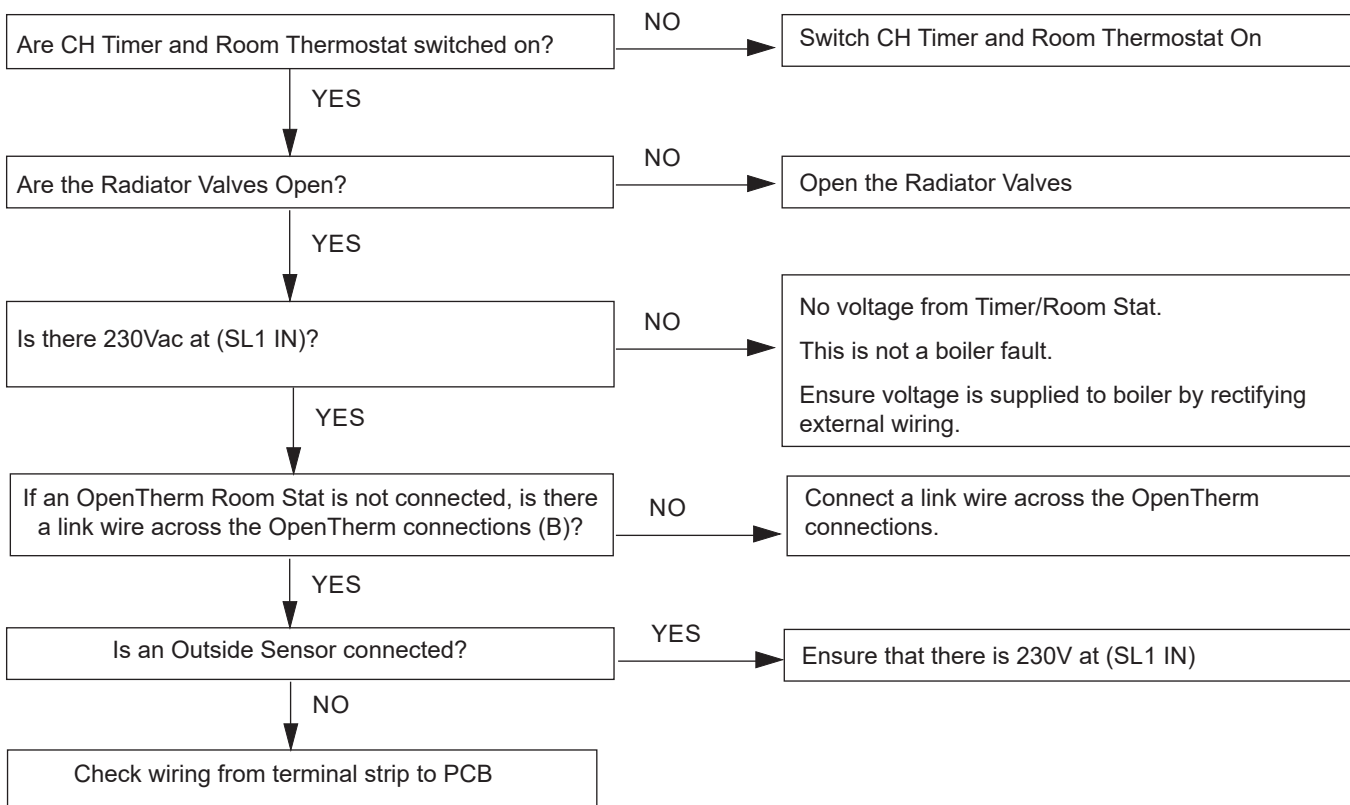 Are CH Timer and Room Thermostat switched on?
NO
Switch CH Timer and Room Thermostat On
YES
Are the Radiator Valves Open?
NO
Open the Radiator Valves
YES
Is there 230Vac at (SL1 IN)?
NO
No voltage from Timer/Room Stat.
This is not a boiler fault.
Ensure voltage is supplied to boiler by rectifying
external wiring.
YES
If an OpenTherm Room Stat is not connected, is there
a link wire across the OpenTherm connections (B)?
NO
Connect a link wire across the OpenTherm
connections.
YES
Is an Outside Sensor connected?
YES
Ensure that there is 230V at (SL1 IN)
NO
Check wiring from terminal strip to PCB